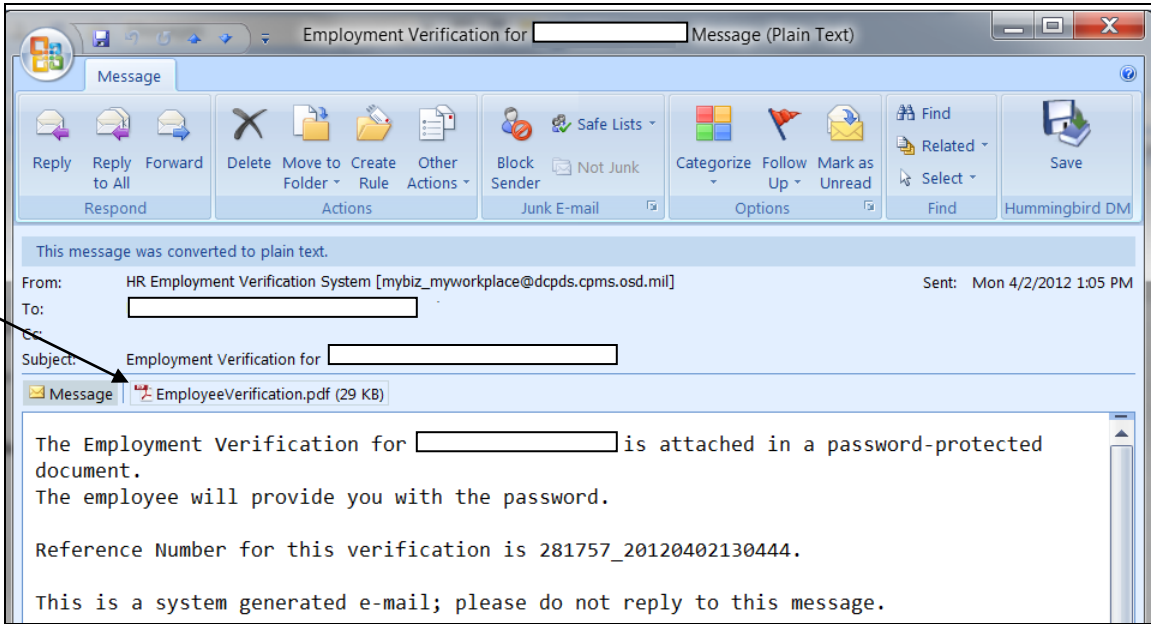 Employment Verification for Message (Plain Text)
Message
Reply Reply to All Forward Delete Move to Folder Create Rule Other Actions Block Sender Safe Lists Not Junk Categorize Follow Up Mark as Unread Find Related Select Save
Respond Actions Junk E-mail Options Find Hummingbird DM
This message was converted to plain text.
From: HR Employment Verification System [mybiz_myworkplace@dcpds.cpms.osd.mil] Sent: Mon 4/2/2012 1:05 PM
To:
Cc:
Subject: Employment Verification for
Message EmployeeVerification.pdf (29 KB)
The Employment Verification for is attached in a password-protected
document.
The employee will provide you with the password.
Reference Number for this verification is 281757_20120402130444.
This is a system generated e-mail; please do not reply to this message.